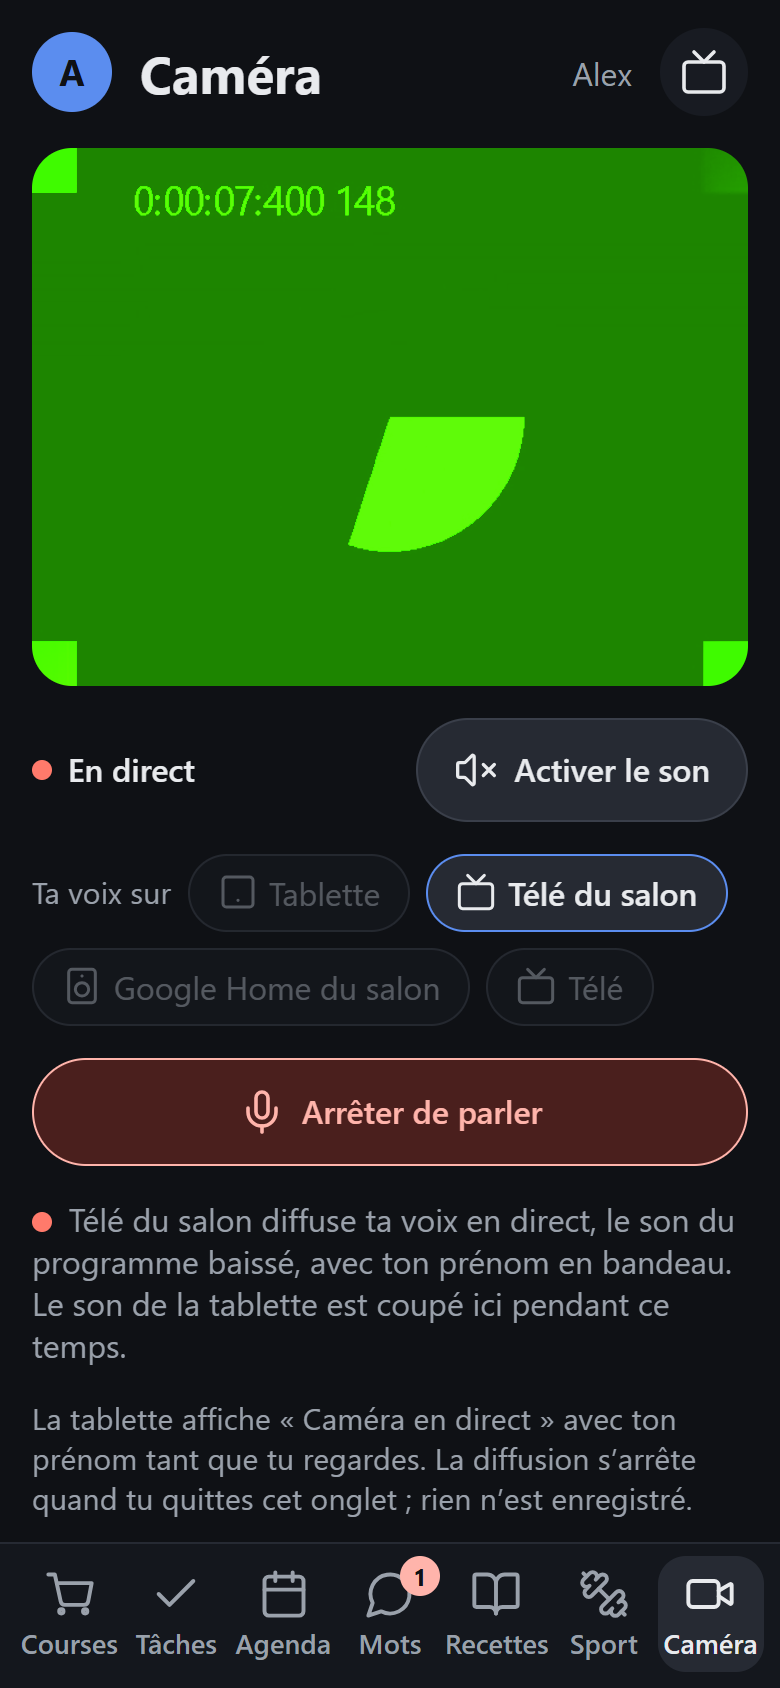 A
Caméra
Alex
0:00:07:400 148
En direct
Activer le son
Ta voix sur
Tablette
Télé du salon
Google Home du salon
Télé
Arrêter de parler
Télé du salon diffuse ta voix en direct, le son du
programme baissé, avec ton prénom en bandeau.
Le son de la tablette est coupé ici pendant ce
temps.
La tablette affiche « Caméra en direct » avec ton
prénom tant que tu regardes. La diffusion s’arrête
quand tu quittes cet onglet ; rien n’est enregistré.
1
Courses
Tâches
Agenda
Mots
Recettes
Sport
Caméra